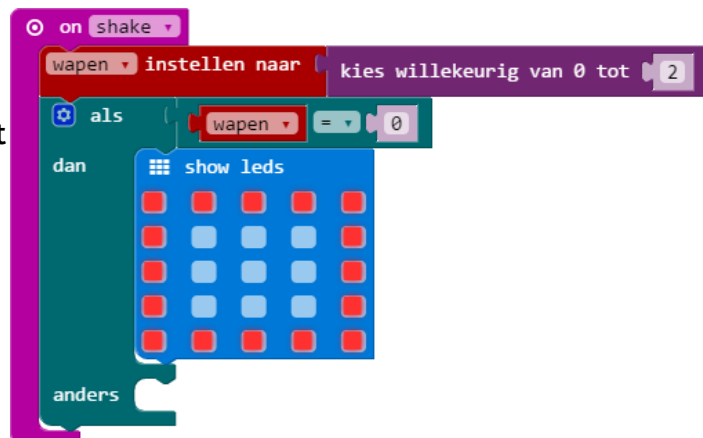 on shake
wapen instellen naar kies willekeurig van 0 tot 2
als wapen = 0
t
dan show leds
anders